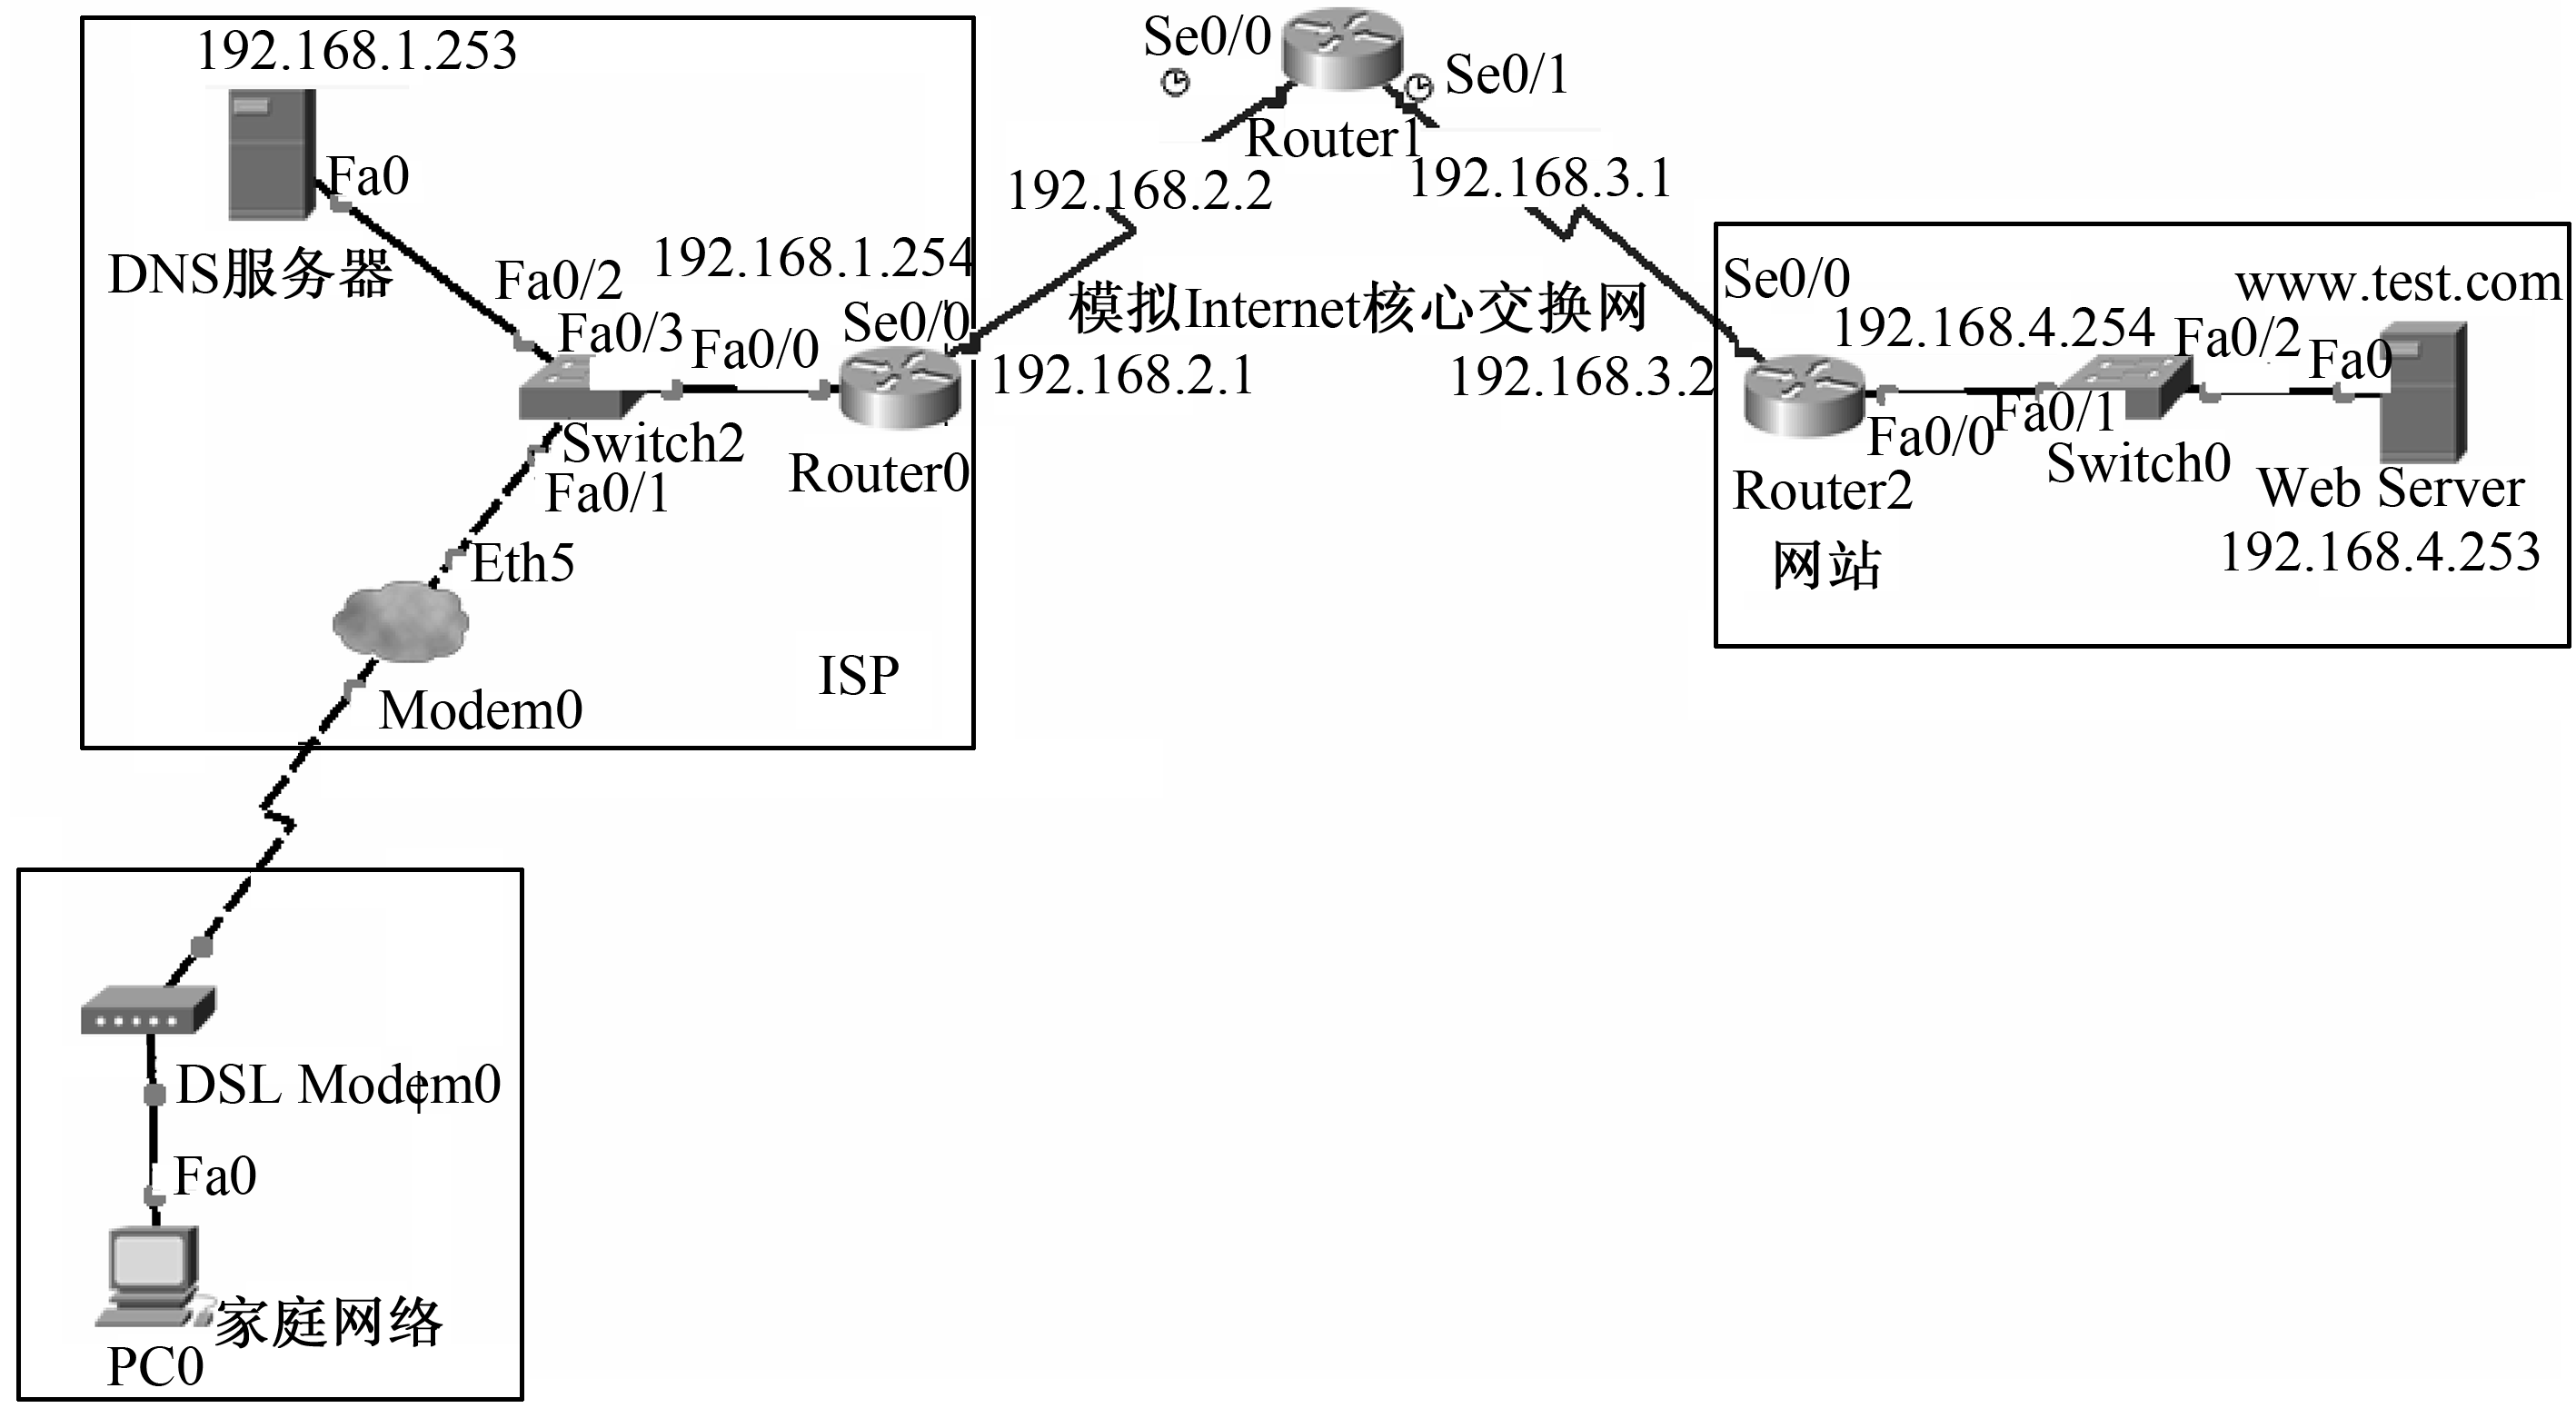 192.168.1.253
Fa0
DNS服务器
Fa0/2
192.168.1.254
Fa0/3
Fa0/0
Se0/0
Switch2
Router0
Fa0/1
Eth5
Modem0
ISP
Se0/0
Se0/1
Router1
192.168.2.2
192.168.3.1
模拟Internet核心交换网
192.168.2.1
192.168.3.2
Se0/0
www.test.com
192.168.4.254
Fa0/2
Fa0
Fa0/1
Fa0/0
Switch0
Router2
Web Server
网站
192.168.4.253
DSL Modem0
Fa0
家庭网络
PC0